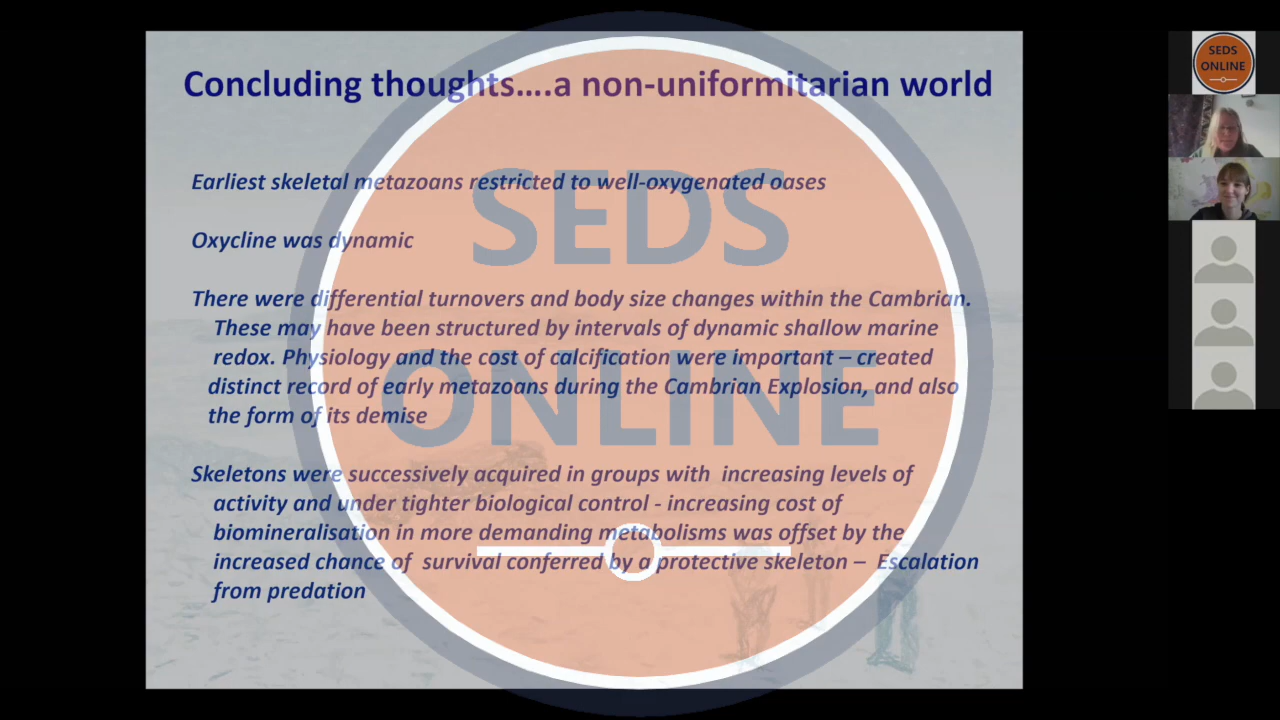 Concluding thoughts....a non-uniformitarian world
Earliest skeletal metazoans restricted to well-oxygenated oases
Oxycline was dynamic
There were differential turnovers and body size changes within the Cambrian.
These may have been structured by intervals of dynamic shallow marine
redox. Physiology and the cost of calcification were important – created
distinct record of early metazoans during the Cambrian Explosion, and also
the form of its demise
Skeletons were successively acquired in groups with increasing levels of
activity and under tighter biological control - increasing cost of
biomineralisation in more demanding metabolisms was offset by the
increased chance of survival conferred by a protective skeleton – Escalation
from predation
SEDS
ONLINE
SEDS
ONLINE